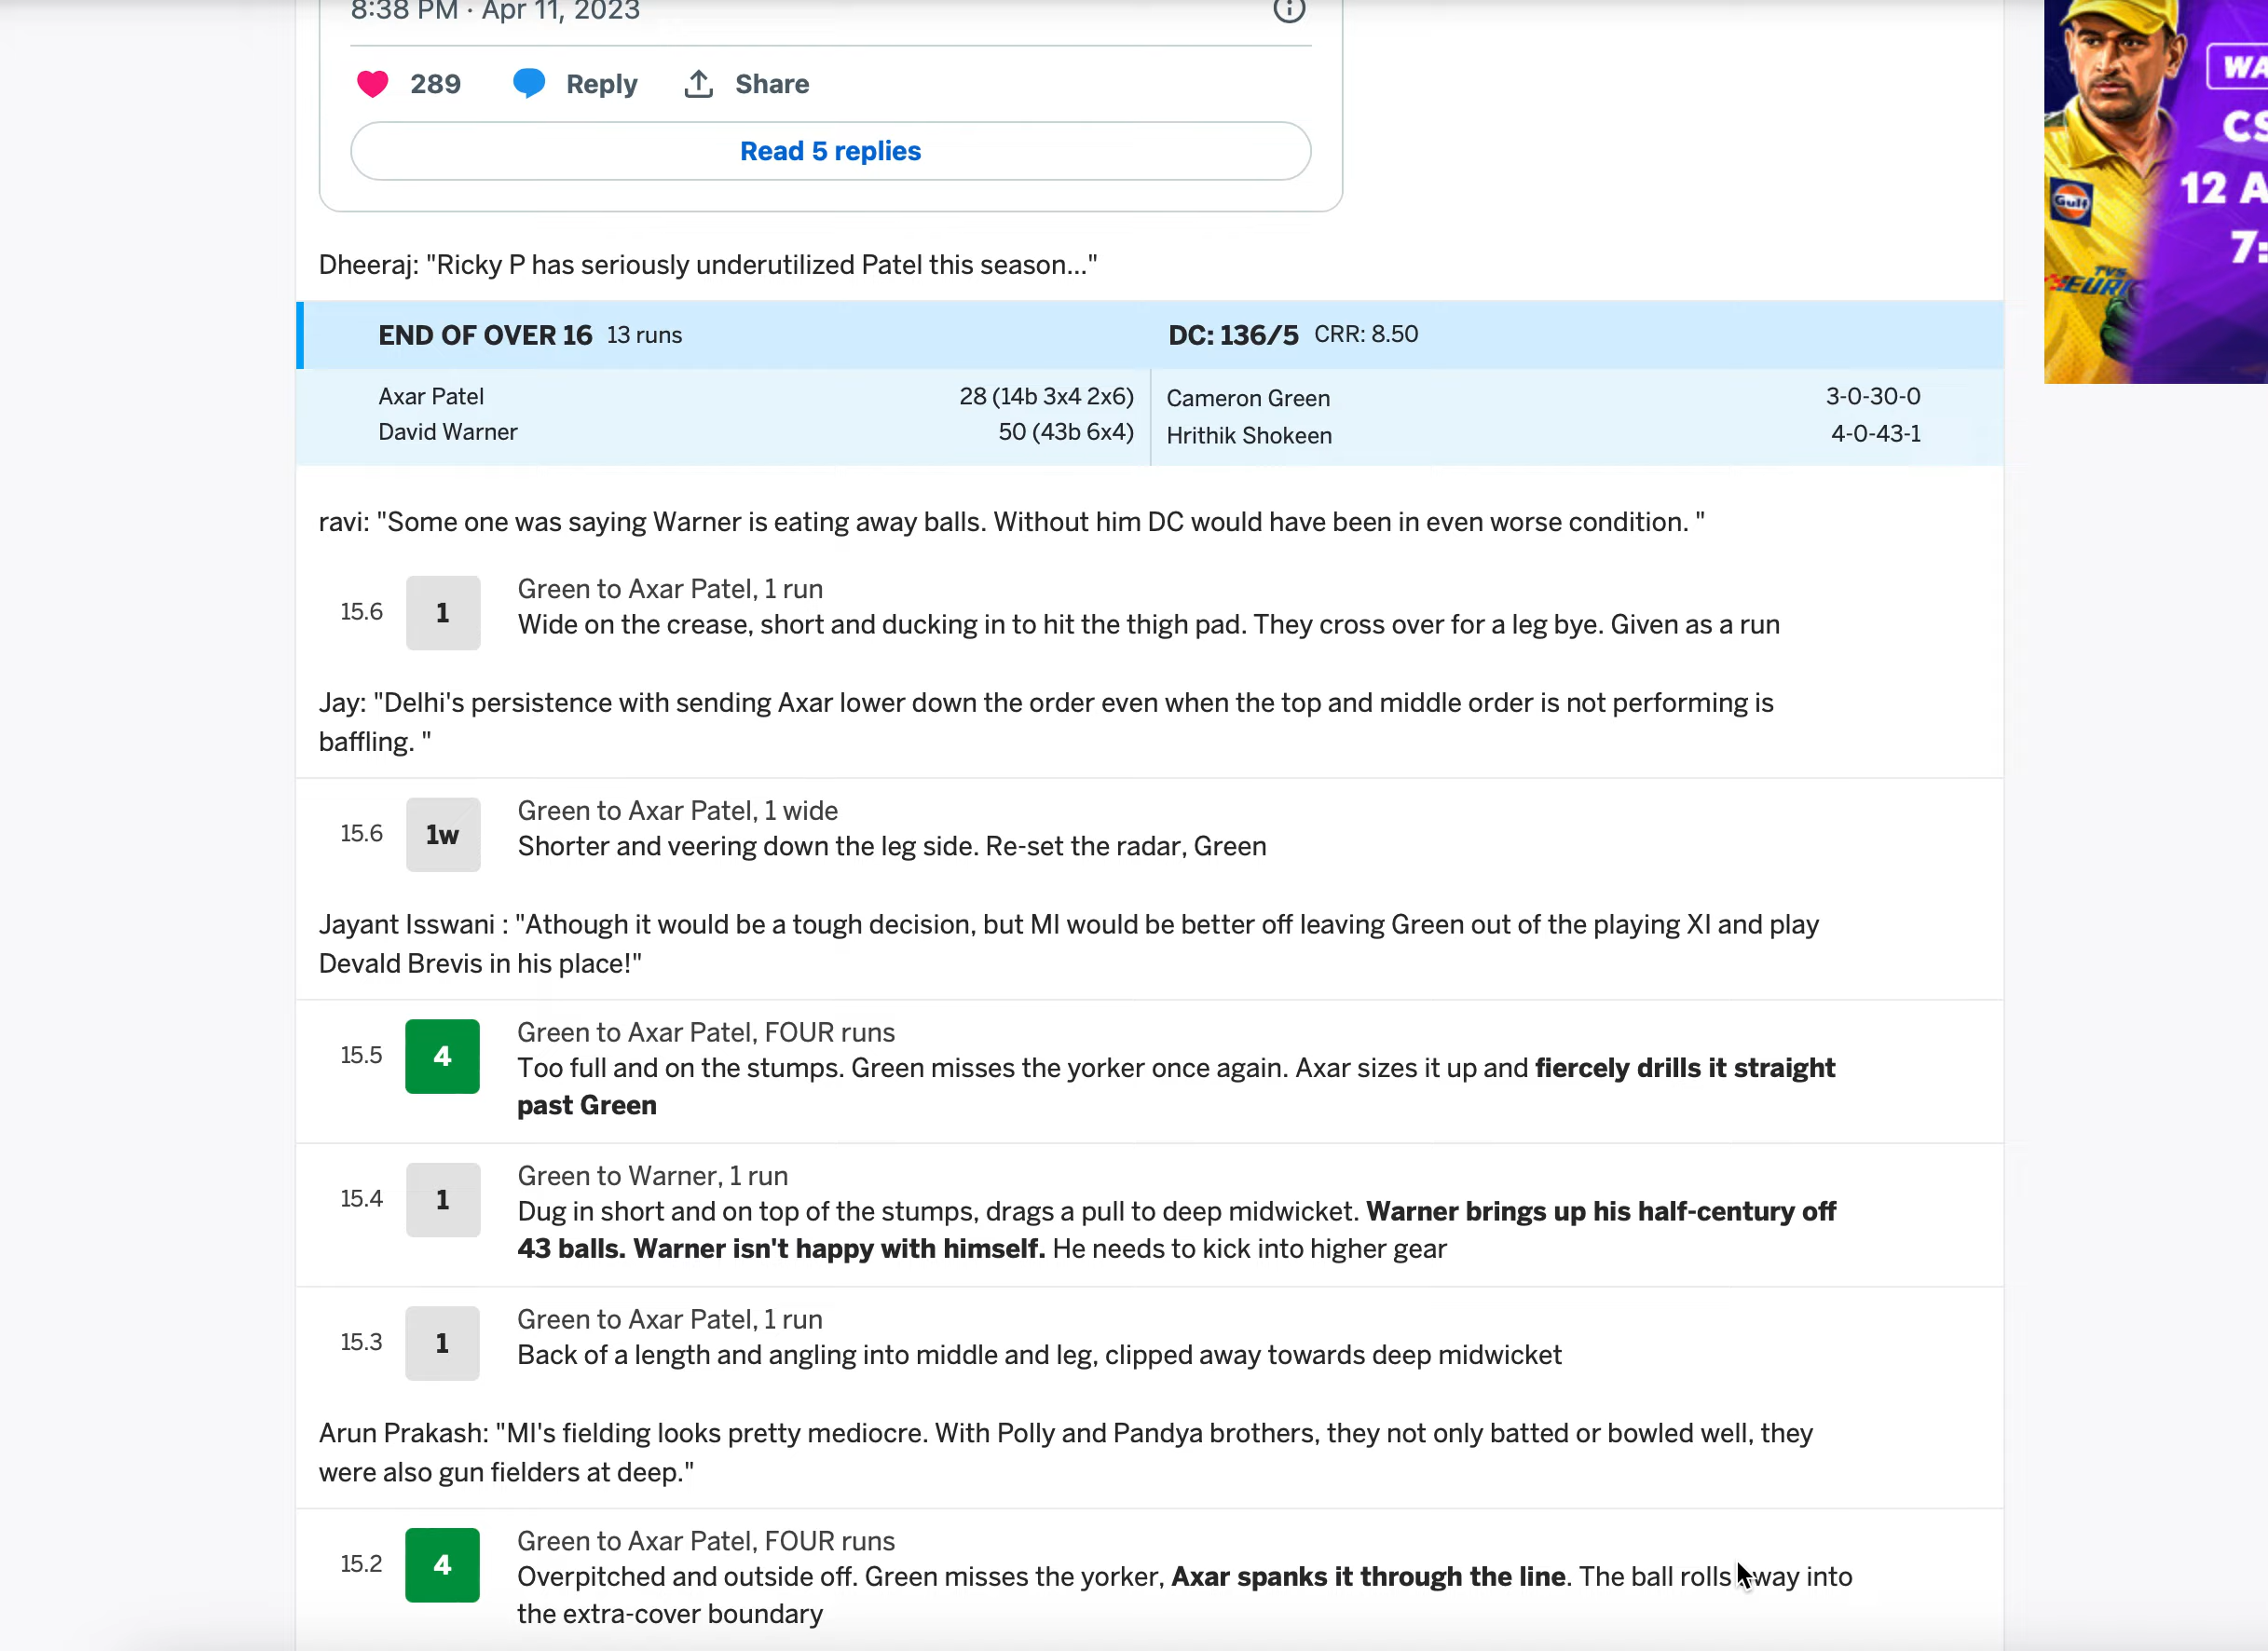 8:38 PM · Apr 11, 2023
289 Reply Share
Read 5 replies
Dheeraj: "Ricky P has seriously underutilized Patel this season..."
END OF OVER 16 13 runs DC: 136/5 CRR: 8.50
Axar Patel 28 (14b 3x4 2x6) Cameron Green 3-0-30-0
David Warner 50 (43b 6x4) Hrithik Shokeen 4-0-43-1
ravi: "Some one was saying Warner is eating away balls. Without him DC would have been in even worse condition. "
15.6 1 Green to Axar Patel, 1 run
Wide on the crease, short and ducking in to hit the thigh pad. They cross over for a leg bye. Given as a run
Jay: "Delhi's persistence with sending Axar lower down the order even when the top and middle order is not performing is
baffling. "
15.6 1w Green to Axar Patel, 1 wide
Shorter and veering down the leg side. Re-set the radar, Green
Jayant Isswani : "Athough it would be a tough decision, but MI would be better off leaving Green out of the playing XI and play
Devald Brevis in his place!"
15.5 4 Green to Axar Patel, FOUR runs
Too full and on the stumps. Green misses the yorker once again. Axar sizes it up and fiercely drills it straight
past Green
15.4 1 Green to Warner, 1 run
Dug in short and on top of the stumps, drags a pull to deep midwicket. Warner brings up his half-century off
43 balls. Warner isn't happy with himself. He needs to kick into higher gear
15.3 1 Green to Axar Patel, 1 run
Back of a length and angling into middle and leg, clipped away towards deep midwicket
Arun Prakash: "MI's fielding looks pretty mediocre. With Polly and Pandya brothers, they not only batted or bowled well, they
were also gun fielders at deep."
15.2 4 Green to Axar Patel, FOUR runs
Overpitched and outside off. Green misses the yorker, Axar spanks it through the line. The ball rolls away into
the extra-cover boundary
WA
CS
12 A
7:
Gulf
TVS
EUR